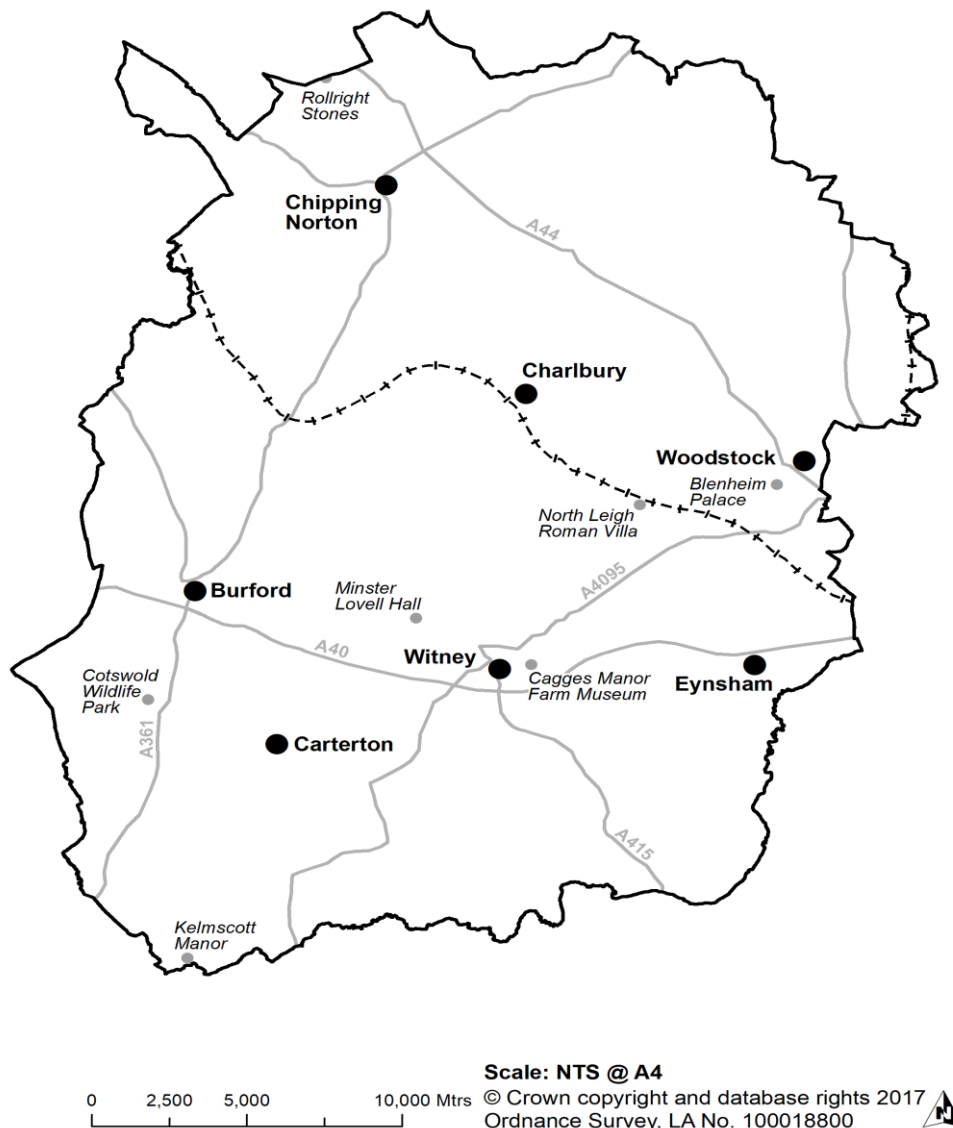 Rollright
Stones
Chipping
Norton
A44
Charlbury
Woodstock
Blenheim
Palace
North Leigh
Roman Villa
A4095
Burford
Minster
Lovell Hall
A40
Witney
Cagges Manor
Farm Museum
Eynsham
Cotswold
Wildlife
Park
A361
Carterton
A415
Kelmscott
Manor
Scale: NTS @ A4
0 2,500 5,000 10,000 Mtrs
© Crown copyright and database rights 2017
Ordnance Survey, LA No. 100018800
N